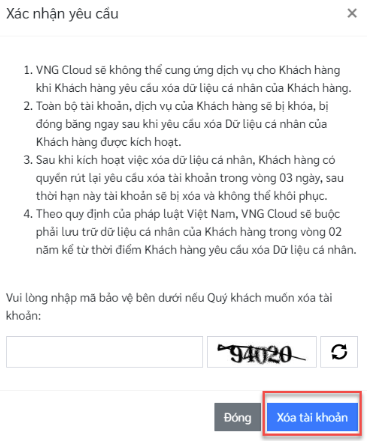 Xác nhận yêu cầu ×
1. VNG Cloud sẽ không thể cung ứng dịch vụ cho Khách hàng
khi Khách hàng yêu cầu xóa dữ liệu cá nhân của Khách hàng.
2. Toàn bộ tài khoản, dịch vụ của Khách hàng sẽ bị khóa, bị
đóng băng ngay sau khi yêu cầu xóa Dữ liệu cá nhân của
Khách hàng được kích hoạt.
3. Sau khi kích hoạt việc xóa dữ liệu cá nhân, Khách hàng có
quyền rút lại yêu cầu xóa tài khoản trong vòng 03 ngày, sau
thời hạn này tài khoản sẽ bị xóa và không thể khôi phục.
4. Theo quy định của pháp luật Việt Nam, VNG Cloud sẽ buộc
phải lưu trữ dữ liệu cá nhân của Khách hàng trong vòng 02
năm kể từ thời điểm Khách hàng yêu cầu xóa Dữ liệu cá nhân.
Vui lòng nhập mã bảo vệ bên dưới nếu Quý khách muốn xóa tài
khoản:
94020
Đóng
Xóa tài khoản